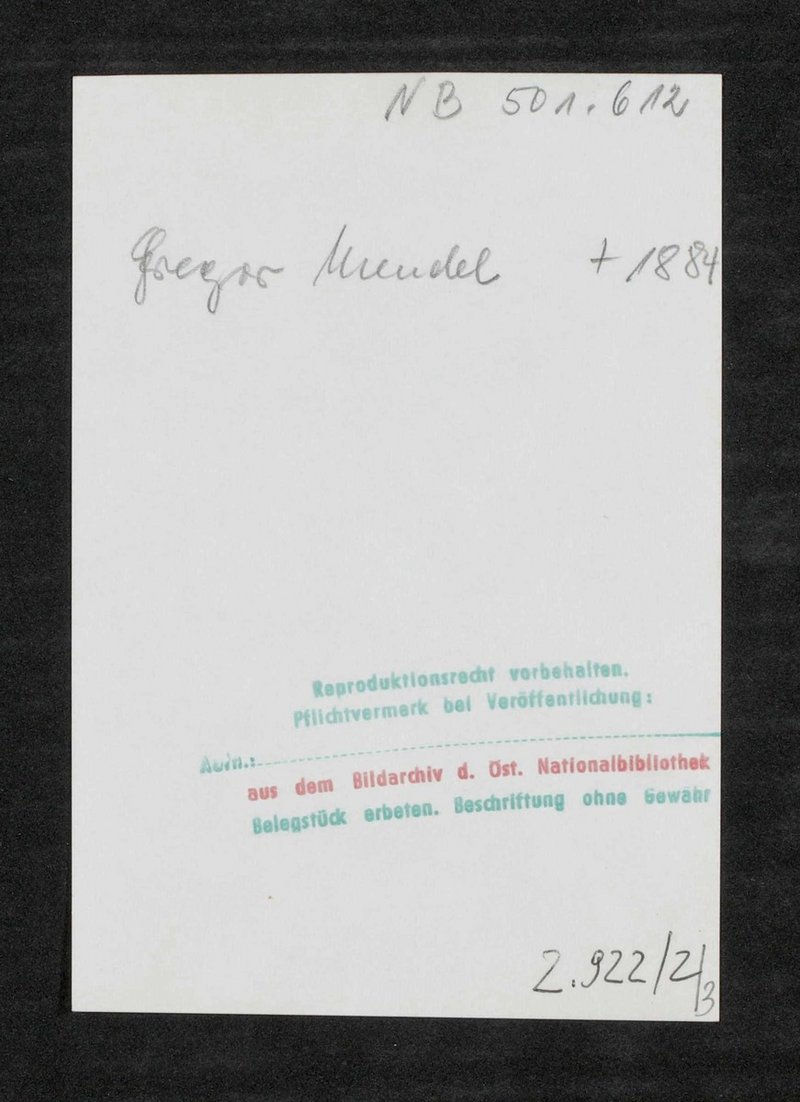 NB 501.612
Gregor Mendel + 1884
Reproduktionsrecht vorbehalten.
Pflichtvermerk bei Veröffentlichung:
Aufn.:
aus dem Bildarchiv d. Öst. Nationalbibliothek
Belegstück erbeten. Beschriftung ohne Gewähr
2.922/2/3